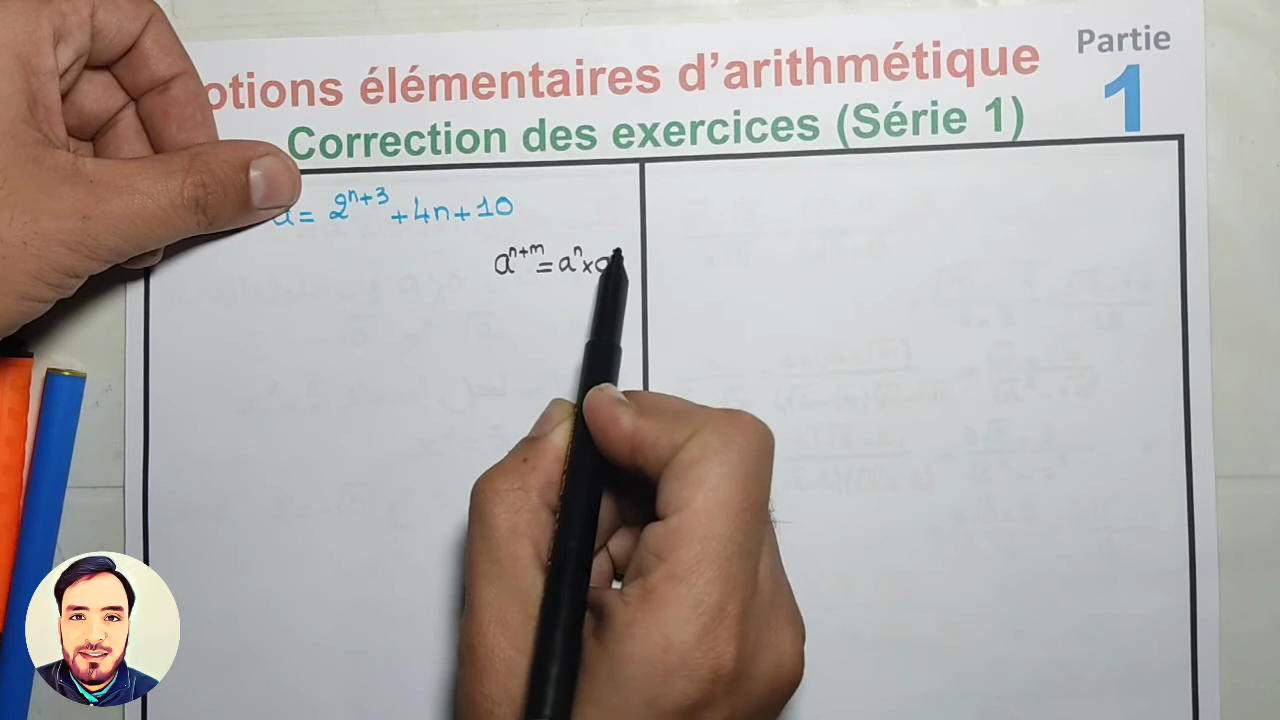 otions élémentaires d'arithmétique
Partie
1
Correction des exercices (Série 1)
a = 2^{n+3} + 4n + 10
a^{n+m} = a^n × a